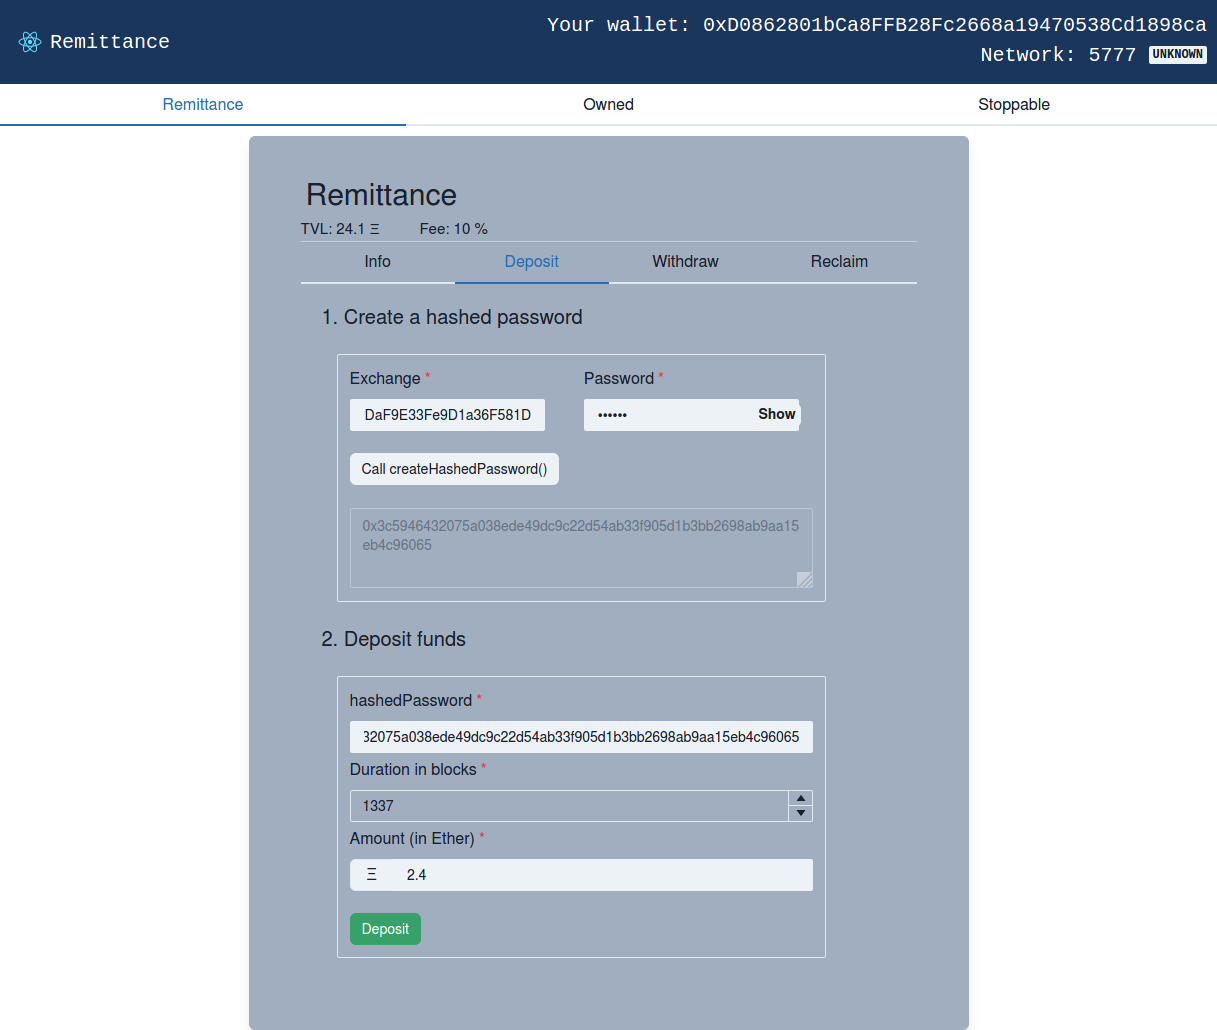 Remittance
Your wallet: 0xD0862801bCa8FFB28Fc2668a19470538Cd1898ca
Network: 5777 UNKNOWN
Remittance Owned Stoppable
Remittance
TVL: 24.1 Ξ Fee: 10 %
Info Deposit Withdraw Reclaim
1. Create a hashed password
Exchange * Password *
DaF9E33Fe9D1a36F581D •••••• Show
Call createHashedPassword()
0x3c5946432075a038ede49dc9c22d54ab33f905d1b3bb2698ab9aa15
eb4c96065
2. Deposit funds
hashedPassword *
32075a038ede49dc9c22d54ab33f905d1b3bb2698ab9aa15eb4c96065
Duration in blocks *
1337
Amount (in Ether) *
Ξ 2.4
Deposit